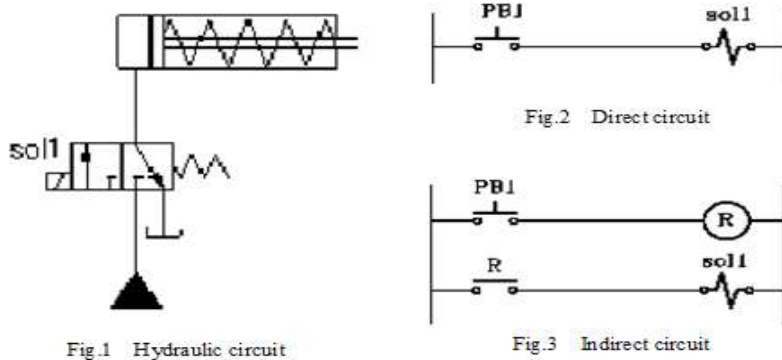 sol1
Fig.1 Hydraulic circuit
PB1
sol1
Fig.2 Direct circuit
PB1
R
R
sol1
Fig.3 Indirect circuit